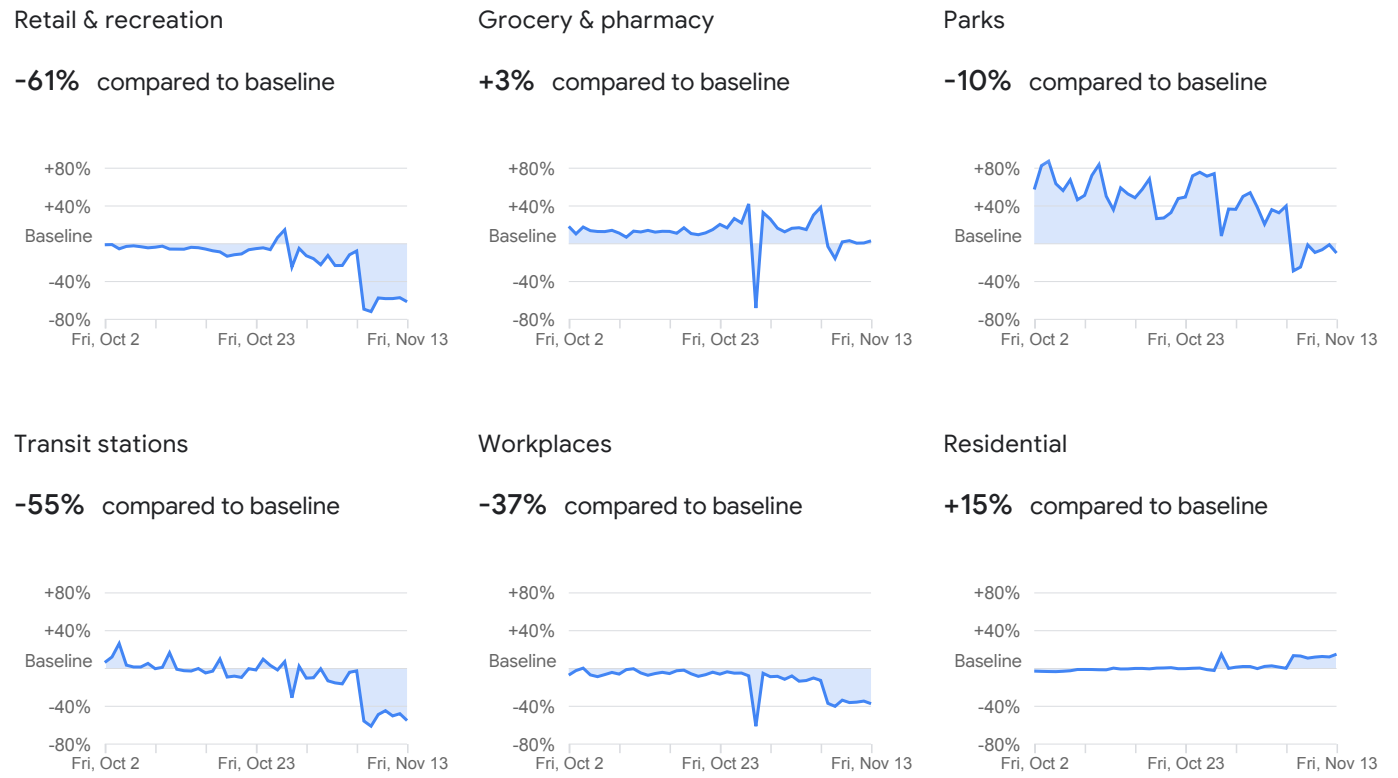 Retail & recreation
-61% compared to baseline
+80%
+40%
Baseline
-40%
-80%
Fri, Oct 2
Fri, Oct 23
Fri, Nov 13
Grocery & pharmacy
+3% compared to baseline
+80%
+40%
Baseline
-40%
-80%
Fri, Oct 2
Fri, Oct 23
Fri, Nov 13
Parks
-10% compared to baseline
+80%
+40%
Baseline
-40%
-80%
Fri, Oct 2
Fri, Oct 23
Fri, Nov 13
Transit stations
-55% compared to baseline
+80%
+40%
Baseline
-40%
-80%
Fri, Oct 2
Fri, Oct 23
Fri, Nov 13
Workplaces
-37% compared to baseline
+80%
+40%
Baseline
-40%
-80%
Fri, Oct 2
Fri, Oct 23
Fri, Nov 13
Residential
+15% compared to baseline
+80%
+40%
Baseline
-40%
-80%
Fri, Oct 2
Fri, Oct 23
Fri, Nov 13